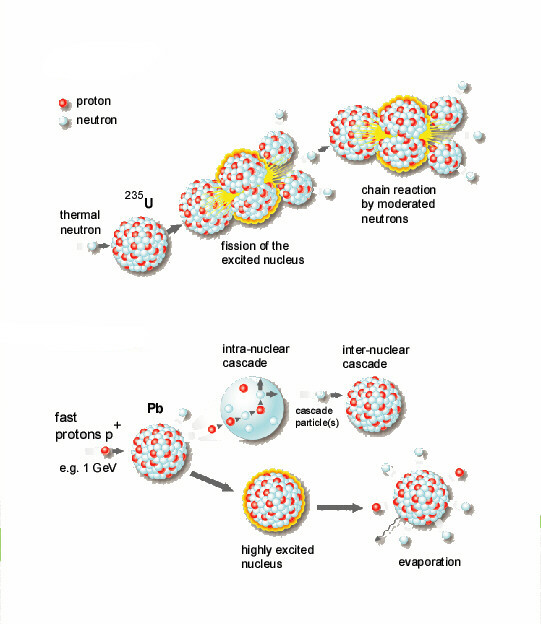 proton
neutron
235U
thermal
neutron
fission of the
excited nucleus
chain reaction
by moderated
neutrons
intra-nuclear
cascade
inter-nuclear
cascade
fast
protons p+
e.g. 1 GeV
Pb
cascade
particle(s)
highly excited
nucleus
evaporation